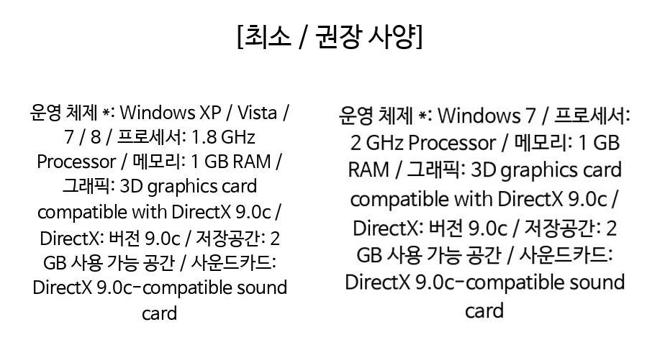 [최소 / 권장 사양]
운영 체제 *: Windows XP / Vista /
7 / 8 / 프로세서: 1.8 GHz
Processor / 메모리: 1 GB RAM /
그래픽: 3D graphics card
compatible with DirectX 9.0c /
DirectX: 버전 9.0c / 저장공간: 2
GB 사용 가능 공간 / 사운드카드:
DirectX 9.0c-compatible sound
card
운영 체제 *: Windows 7 / 프로세서:
2 GHz Processor / 메모리: 1 GB
RAM / 그래픽: 3D graphics card
compatible with DirectX 9.0c /
DirectX: 버전 9.0c / 저장공간: 2
GB 사용 가능 공간 / 사운드카드:
DirectX 9.0c-compatible sound
card